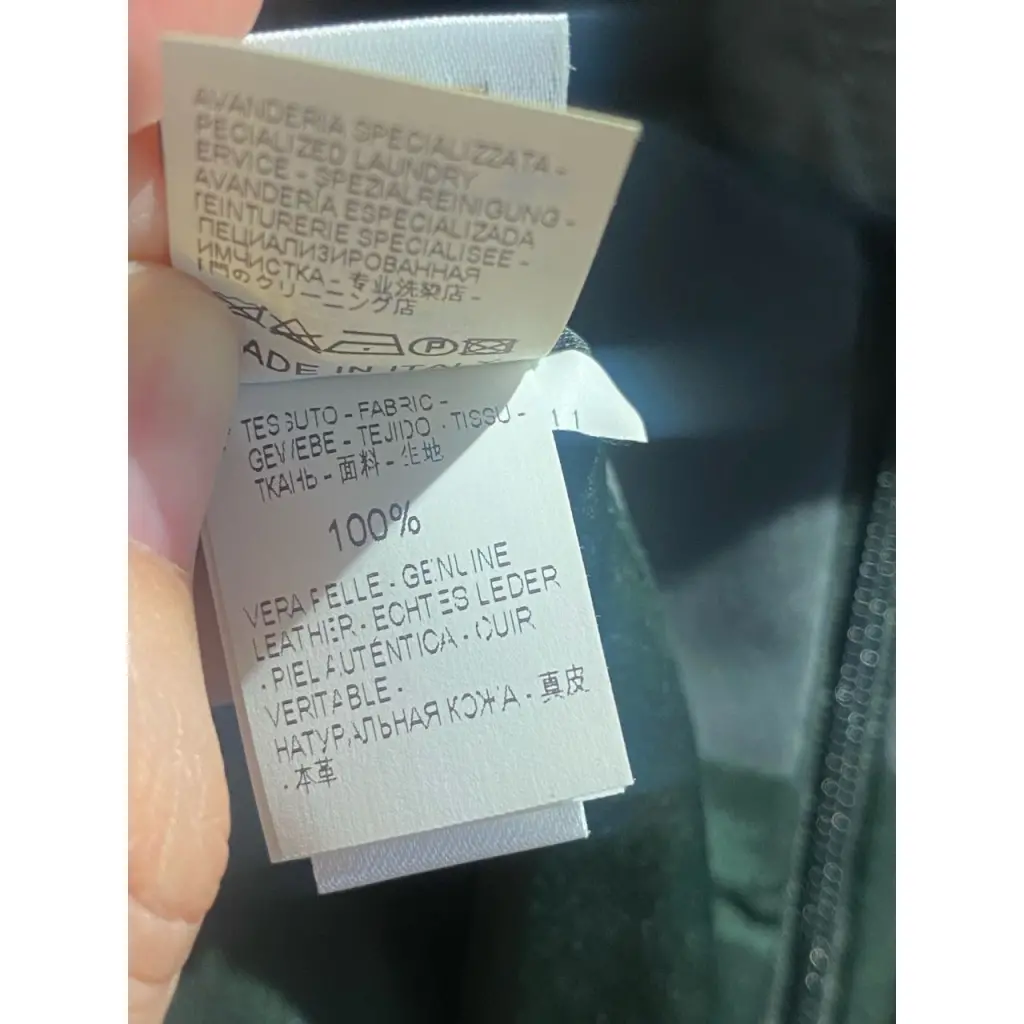 AVANDERIA SPECIALIZZATA -
PECIALIZED LAUNDRY
ERVICE - SPEZIALREINIGUNG -
AVANDERÍA ESPECIALIZADA
TEINTURERIE SPECIALISEE -
ПЕЦИАЛИЗИРОВАННАЯ
ИМЧИСТКА - 专业洗染店 -
門のクリーニング店
P
ADE IN ITALY
TESSUTO - FABRIC -
GEWEBE - TEJIDO - TISSU -
ТКАНЬ - 面料 - 生地
100%
VERA PELLE - GENUINE
LEATHER - ECHTES LEDER
- PIEL AUTÉNTICA - CUIR
VERITABLE -
НАТУРАЛЬНАЯ КОЖА - 真皮
- 本革